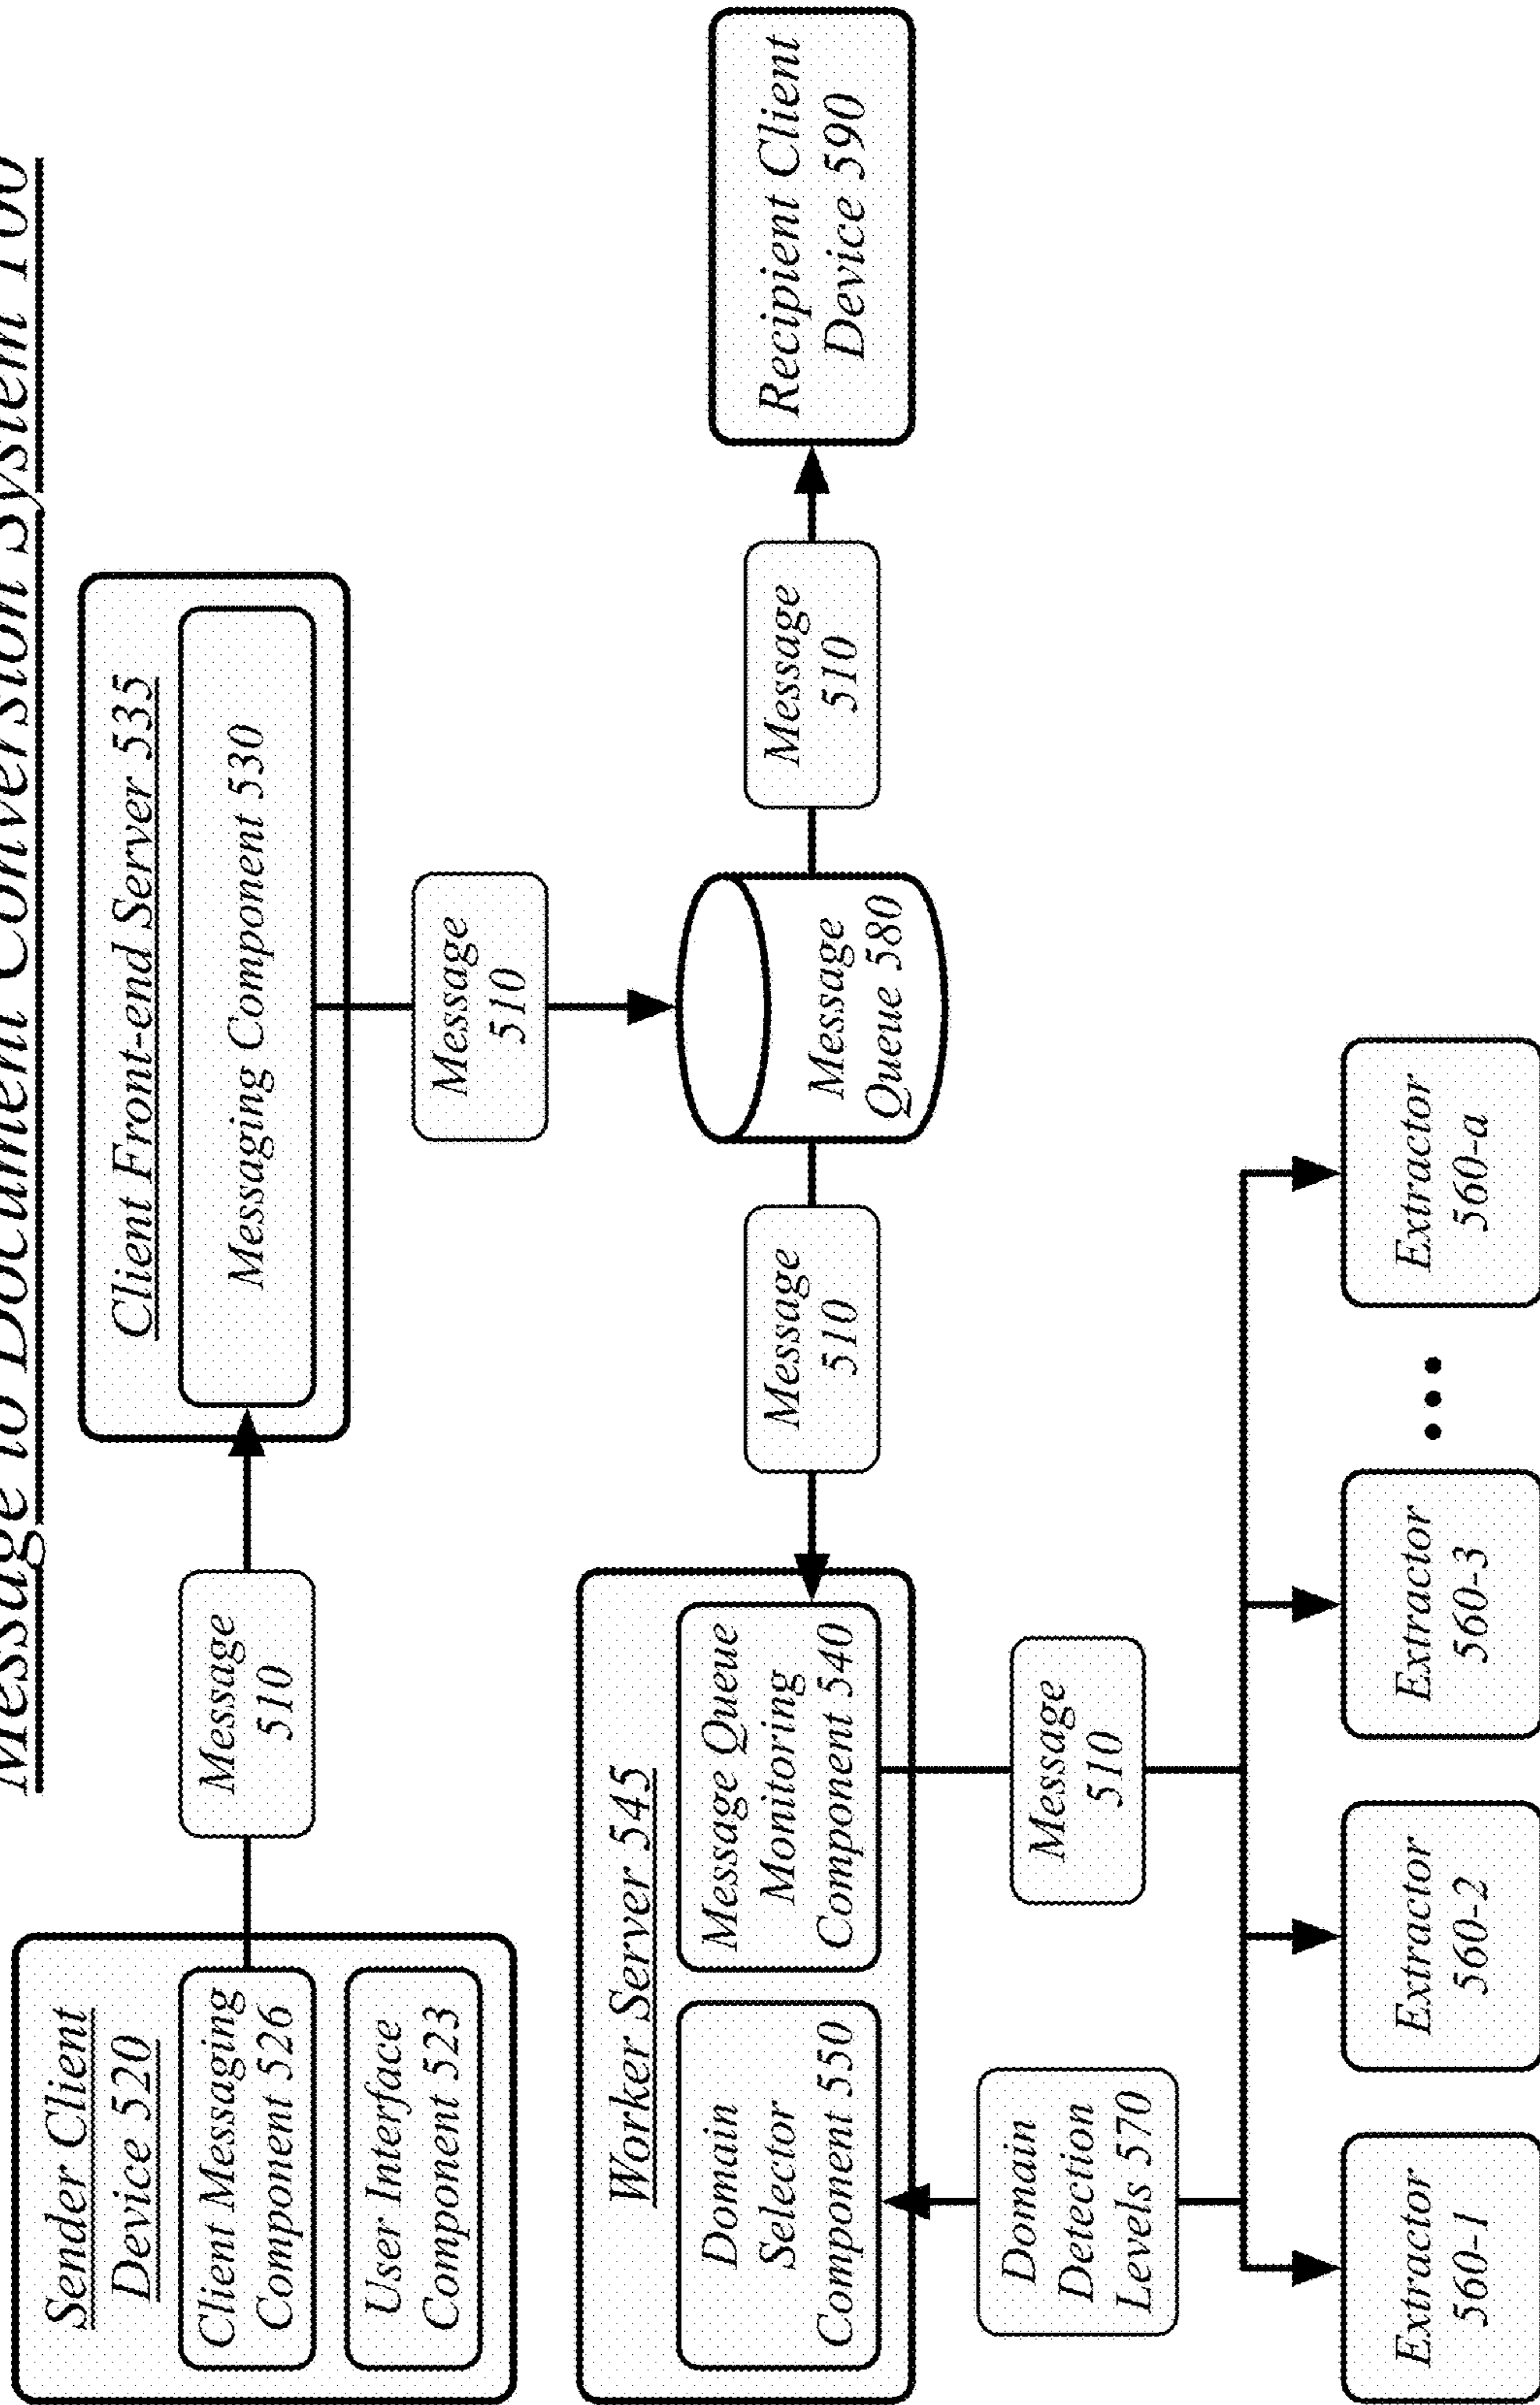 Message to Document Conversion System 100
Sender Client
Device 520
Client Messaging
Component 526
User Interface
Component 523
Message
510
Client Front-end Server 535
Messaging Component 530
Message
510
Worker Server 545
Domain
Selector
Component 550
Message Queue
Monitoring
Component 540
Message
510
Message
Queue 580
Message
510
Recipient Client
Device 590
Domain
Detection
Levels 570
Message
510
Extractor
560-1
Extractor
560-2
Extractor
560-3
Extractor
560-a